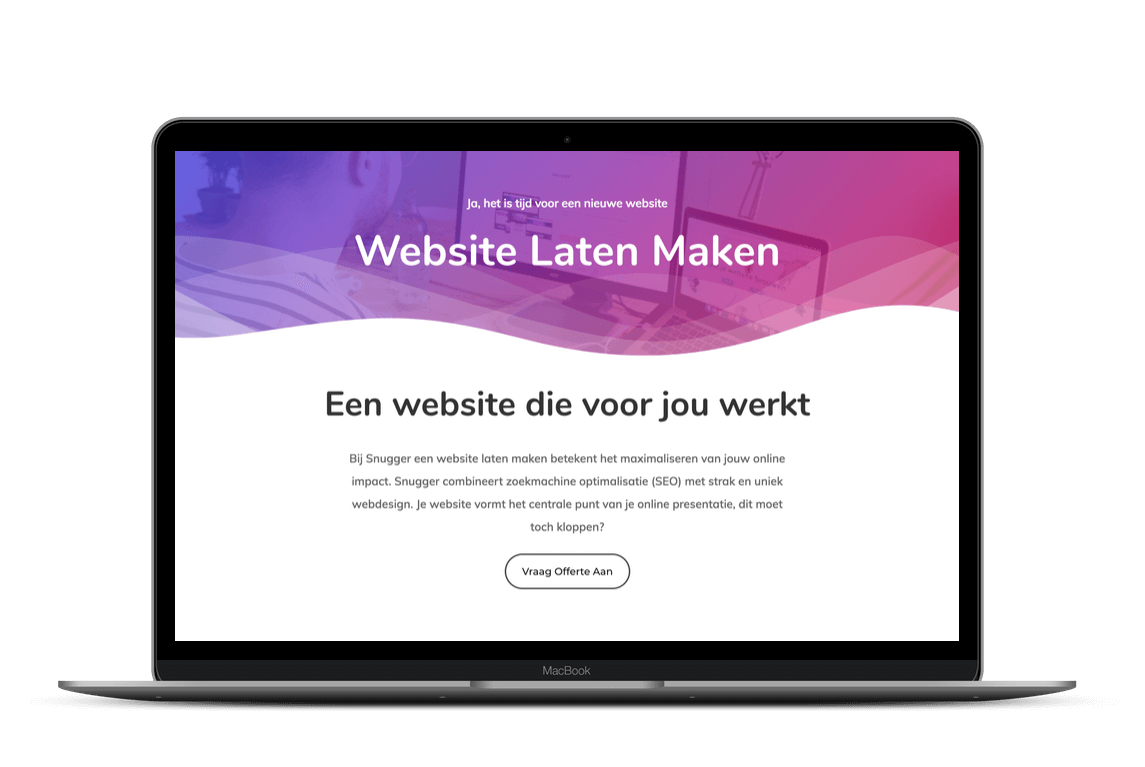 Ja, het is tijd voor een nieuwe website
Website Laten Maken
Een website die voor jou werkt
Bij Snugger een website laten maken betekent het maximaliseren van jouw online
impact. Snugger combineert zoekmachine optimalisatie (SEO) met strak en uniek
webdesign. Je website vormt het centrale punt van je online presentatie, dit moet
toch kloppen?
Vraag Offerte Aan
MacBook